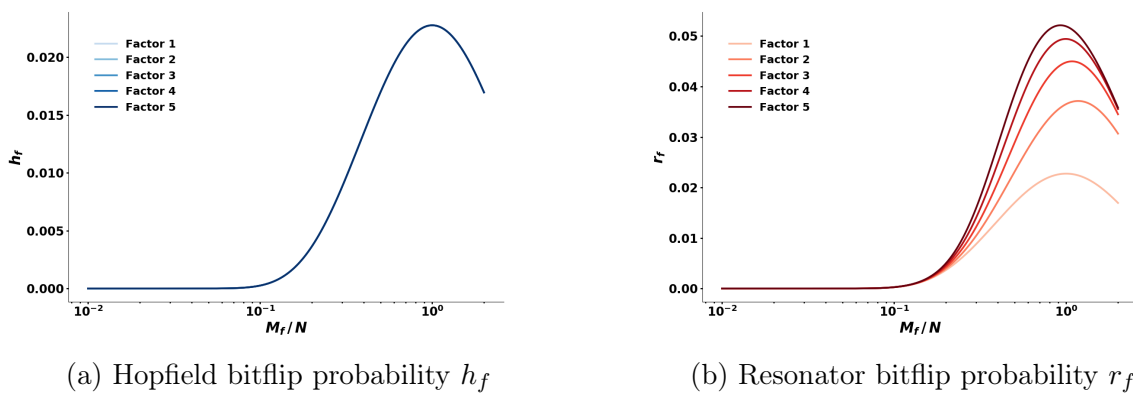 0.020
0.015
0.010
0.005
0.000
h_f
Factor 1
Factor 2
Factor 3
Factor 4
Factor 5
10^{-2}
10^{-1}
10^0
M_f / N
(a) Hopfield bitflip probability h_f
0.05
0.04
0.03
0.02
0.01
0.00
r_f
Factor 1
Factor 2
Factor 3
Factor 4
Factor 5
10^{-2}
10^{-1}
10^0
M_f / N
(b) Resonator bitflip probability r_f